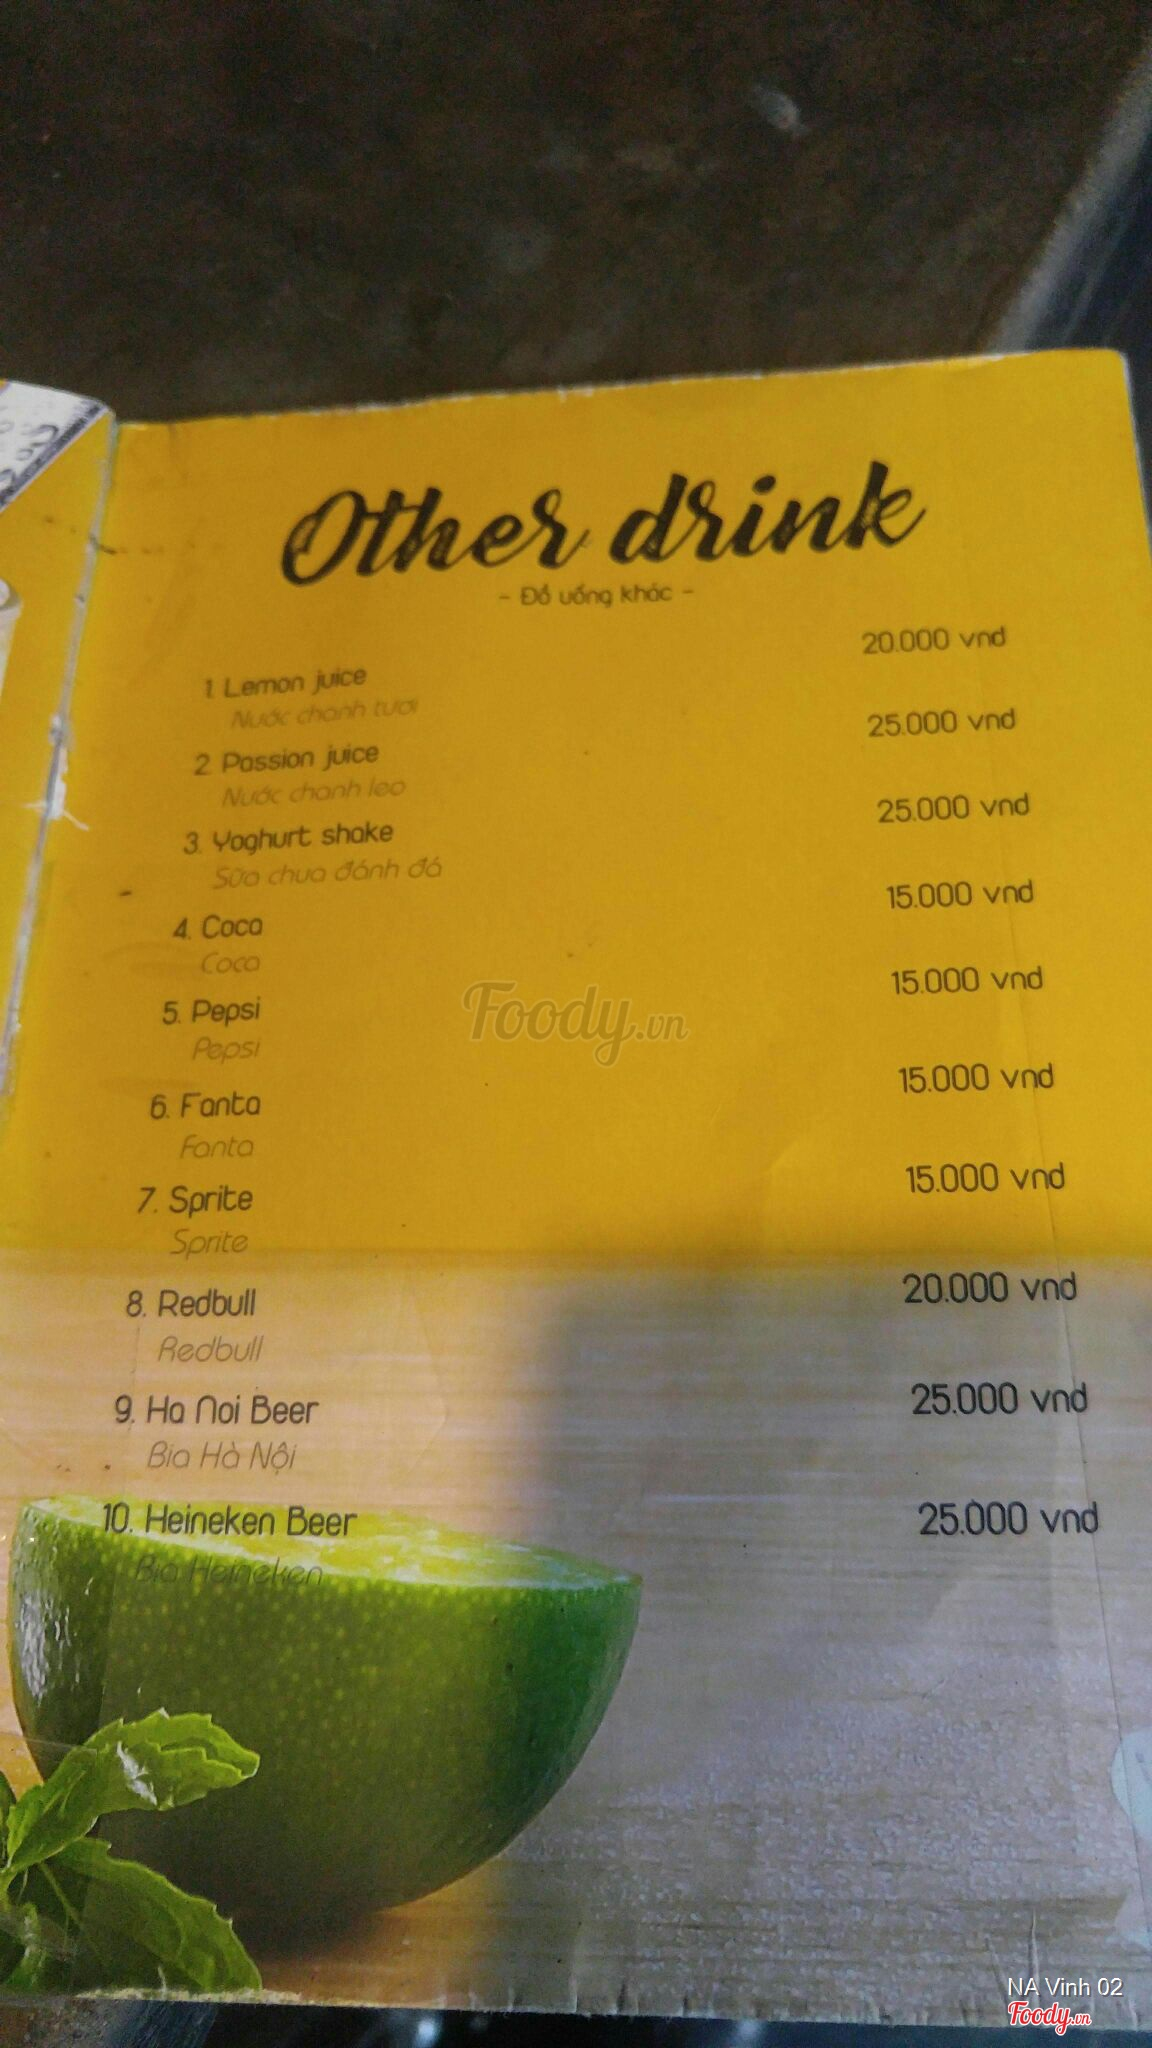 Other drink
- Đồ uống khác -
1. Lemon juice 20.000 vnd
Nước chanh tươi
2. Passion juice 25.000 vnd
Nước chanh leo
3. Yoghurt shake 25.000 vnd
Sữa chua đánh đá
4. Coca 15.000 vnd
Coca
5. Pepsi 15.000 vnd
Pepsi
6. Fanta 15.000 vnd
Fanta
7. Sprite 15.000 vnd
Sprite
8. Redbull 20.000 vnd
Redbull
9. Ha Noi Beer 25.000 vnd
Bia Hà Nội
10. Heineken Beer 25.000 vnd
Bia Heineken
Foody.vn
NA Vinh 02
Foody.vn